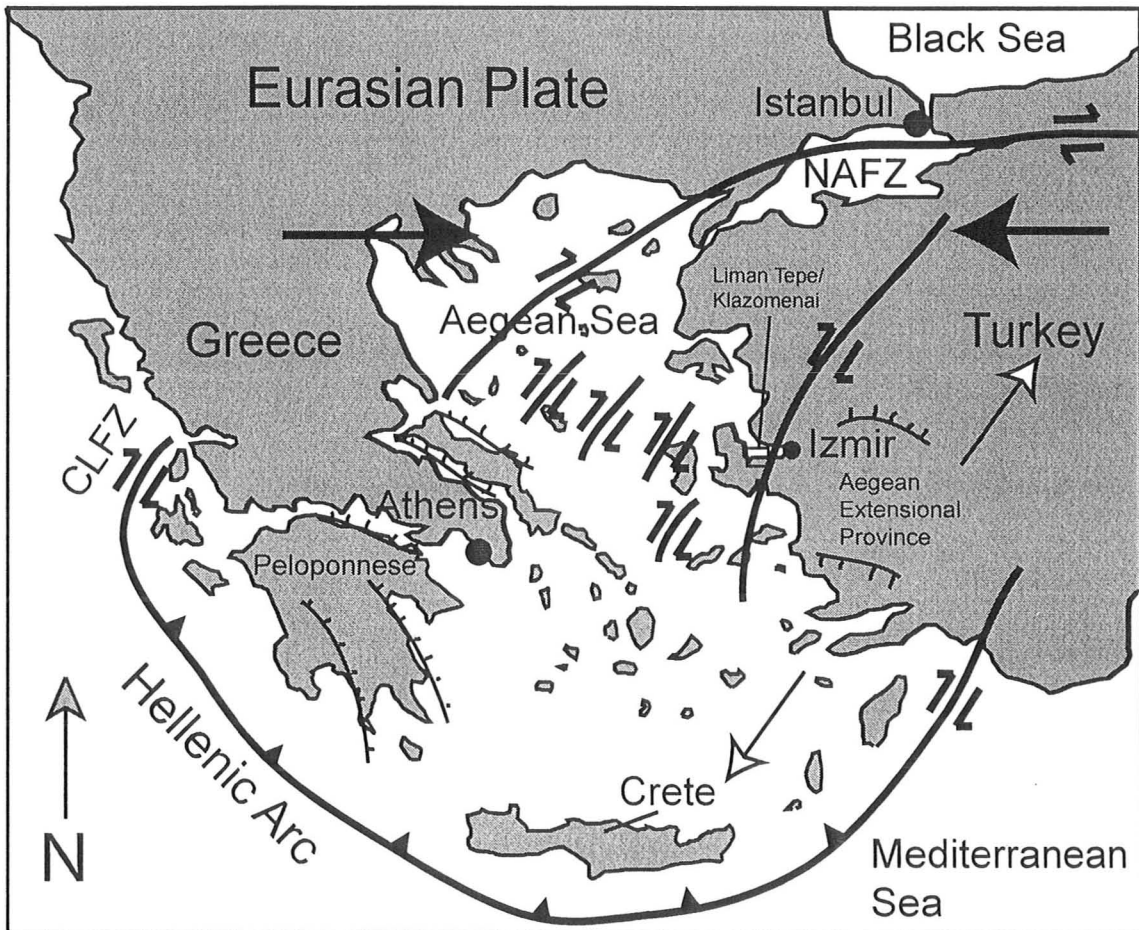 Black Sea
Eurasian Plate
Istanbul
NAFZ
Liman Tepe/
Klazomenai
Aegean Sea
Greece
Turkey
CLFZ
Izmir
Athens
Aegean
Extensional
Province
Peloponnese
Hellenic Arc
Crete
N
Mediterranean
Sea